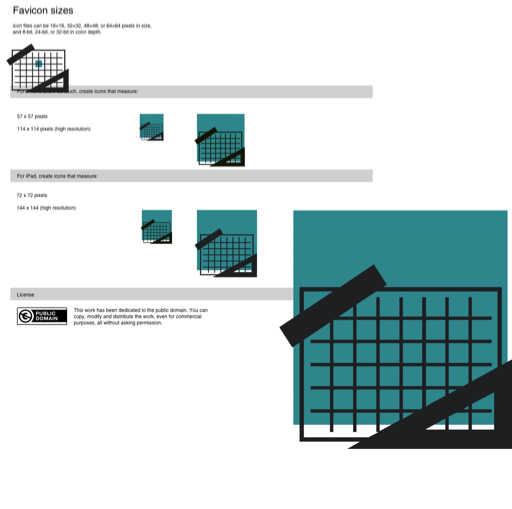 Favicon sizes
icon files can be 16×16, 32×32, 48×48, or 64×64 pixels in size,
and 8-bit, 24-bit, or 32-bit in color depth.
uch, create icons that measure:
57 x 57 pixels
114 x 114 pixels (high resolution)
For iPad, create icons that measure:
72 x 72 pixels
144 x 144 (high resolution)
License
PUBLIC
DOMAIN
This work has been dedicated to the public domain. You can
copy, modify and distribute the work, even for commercial
purposes, all without asking permission.